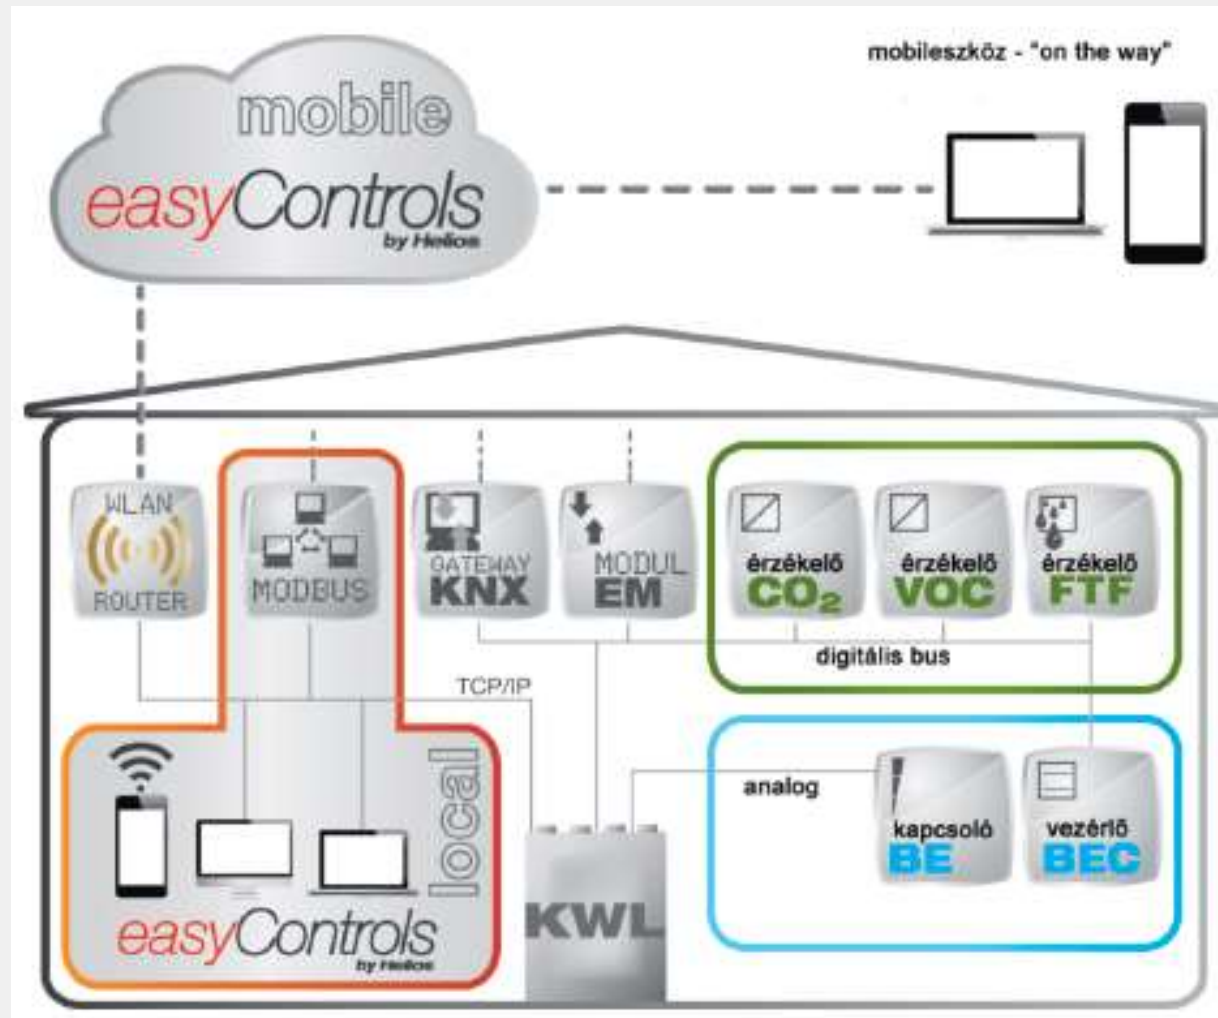 mobileszköz - "on the way"
mobile
easyControls
by Helios
WLAN
ROUTER
MODBUS
GATEWAY
KNX
MODUL
EM
érzékelő
CO₂
érzékelő
VOC
érzékelő
FTF
digitális bus
TCP/IP
analog
kapcsoló
BE
vezérlő
BEC
local
easyControls
by Helios
KWL